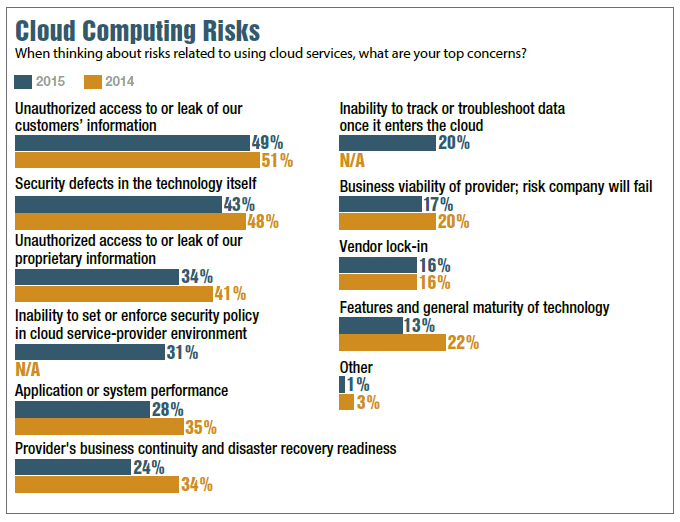 Cloud Computing Risks
When thinking about risks related to using cloud services, what are your top concerns?
2015 2014
Unauthorized access to or leak of our
customers' information
49%
51%
Security defects in the technology itself
43%
48%
Unauthorized access to or leak of our
proprietary information
34%
41%
Inability to set or enforce security policy
in cloud service-provider environment
31%
N/A
Application or system performance
28%
35%
Provider's business continuity and disaster recovery readiness
24%
34%
Inability to track or troubleshoot data
once it enters the cloud
20%
N/A
Business viability of provider; risk company will fail
17%
20%
Vendor lock-in
16%
16%
Features and general maturity of technology
13%
22%
Other
1%
3%